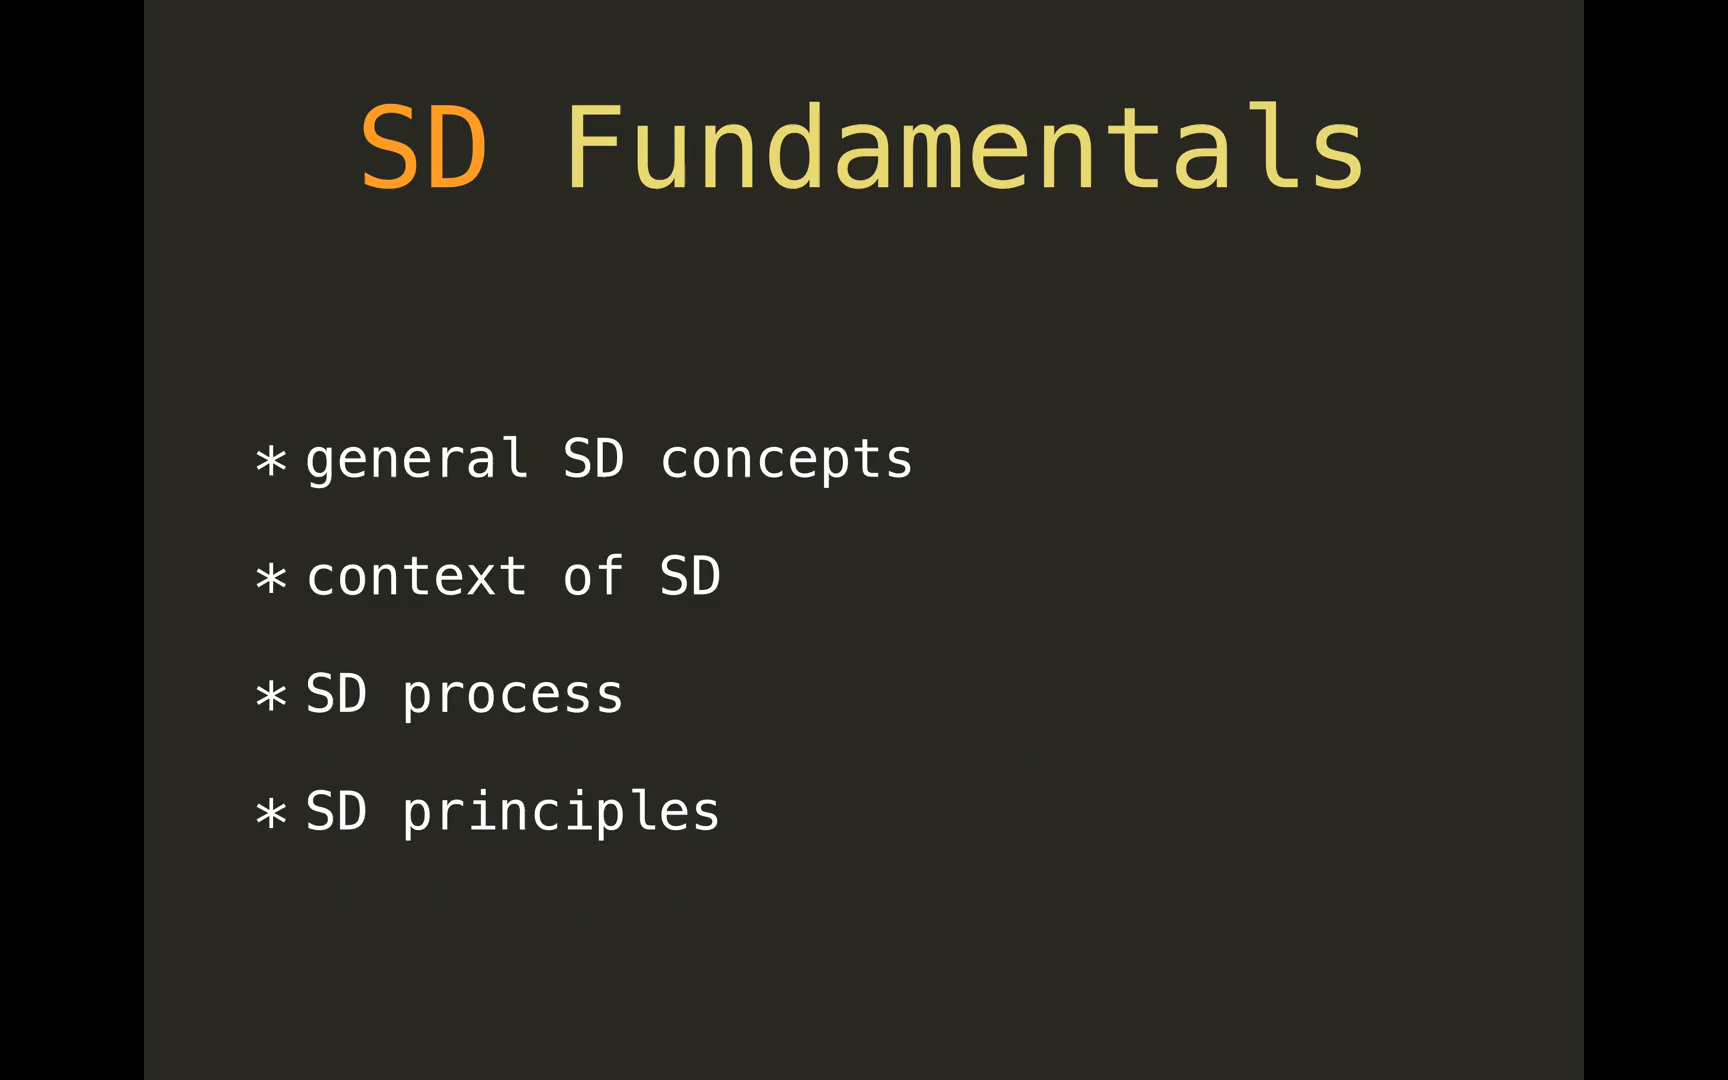 SD Fundamentals
* general SD concepts
* context of SD
* SD process
* SD principles